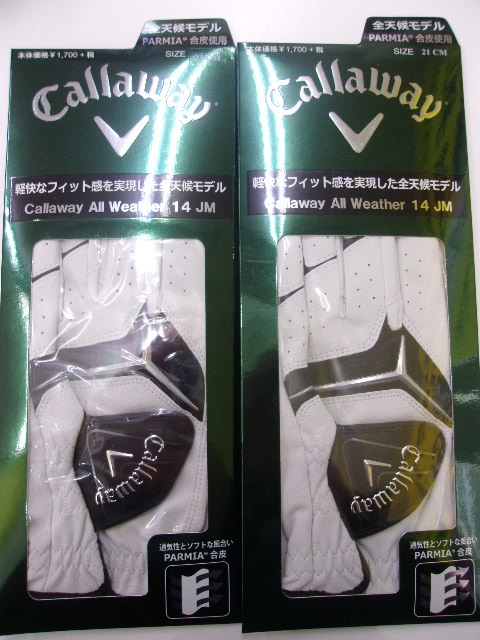 全天候モデル
PARMIA® 合皮使用
本体価格￥1,700+税
SIZE
Callaway
軽快なフィット感を実現した全天候モデル
Callaway All Weather 14 JM
Callaway
通気性とソフトな風合い
PARMIA® 合皮
全天候モデル
PARMIA® 合皮使用
本体価格￥1,700+税
SIZE 21 CM
Callaway
軽快なフィット感を実現した全天候モデル
Callaway All Weather 14 JM
Callaway
通気性とソフトな風合い
PARMIA® 合皮